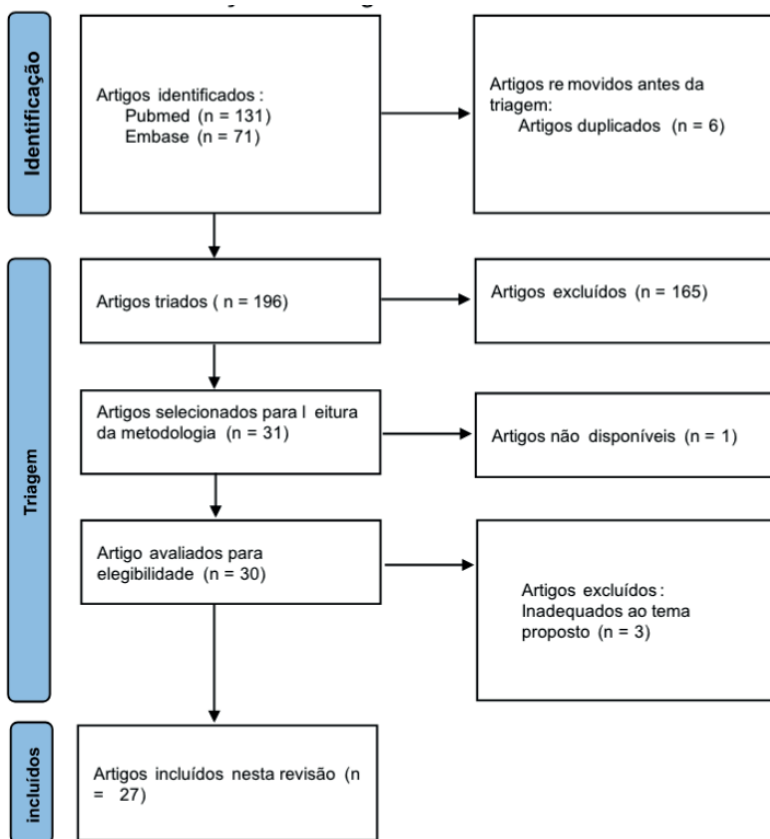 Identificação
Artigos identificados :
Pubmed (n = 131)
Embase (n = 71)
Artigos re movidos antes da
triagem:
Artigos duplicados (n = 6)
Triagem
Artigos triados ( n = 196)
Artigos excluídos (n = 165)
Artigos selecionados para l eitura
da metodologia (n = 31)
Artigos não disponíveis (n = 1)
Artigo avaliados para
elegibilidade (n = 30)
Artigos excluídos :
Inadequados ao tema
proposto (n = 3)
incluídos
Artigos incluídos nesta revisão (n
= 27)